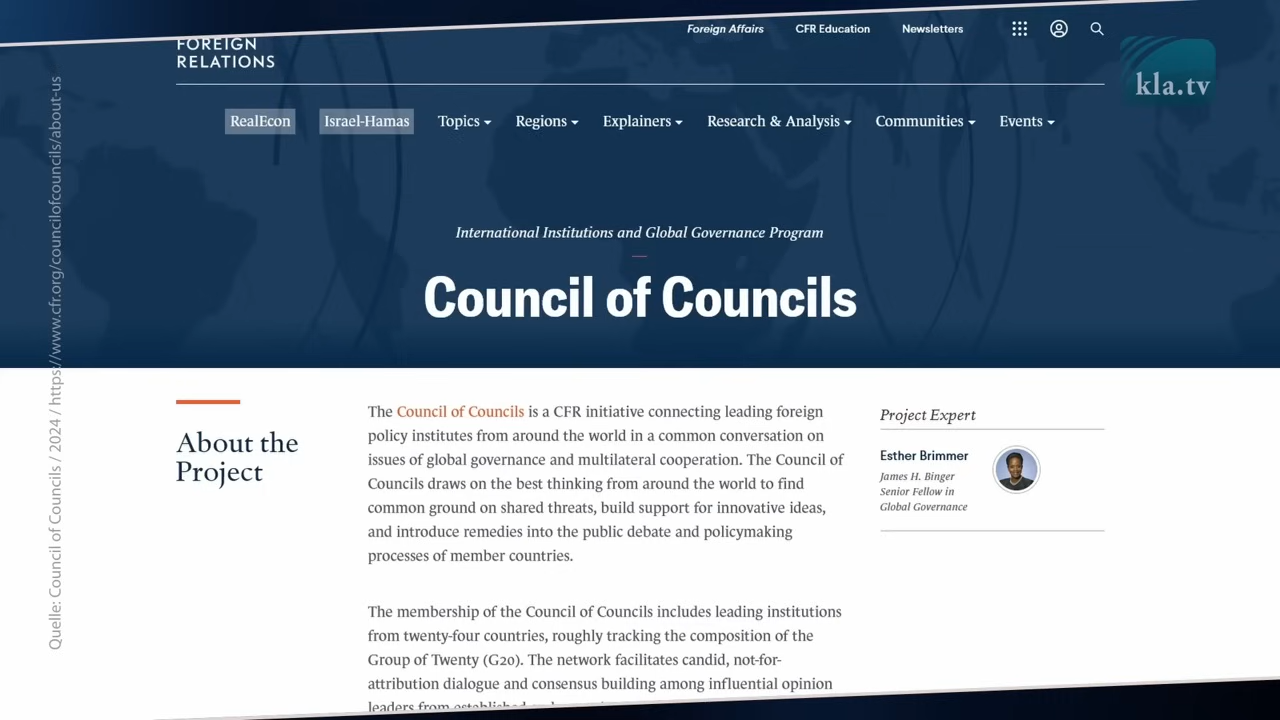 Foreign Affairs CFR Education Newsletters
FOREIGN
RELATIONS
kla.tv
RealEcon Israel-Hamas Topics Regions Explainers Research & Analysis Communities Events
International Institutions and Global Governance Program
Council of Councils
About the
Project
The Council of Councils is a CFR initiative connecting leading foreign
policy institutes from around the world in a common conversation on
issues of global governance and multilateral cooperation. The Council of
Councils draws on the best thinking from around the world to find
common ground on shared threats, build support for innovative ideas,
and introduce remedies into the public debate and policymaking
processes of member countries.
The membership of the Council of Councils includes leading institutions
from twenty-four countries, roughly tracking the composition of the
Group of Twenty (G20). The network facilitates candid, not-for-
attribution dialogue and consensus building among influential opinion
leaders from established
Project Expert
Esther Brimmer
James H. Binger
Senior Fellow in
Global Governance
Quelle: Council of Councils / 2024 / https://www.cfr.org/councilofcouncils/about-us